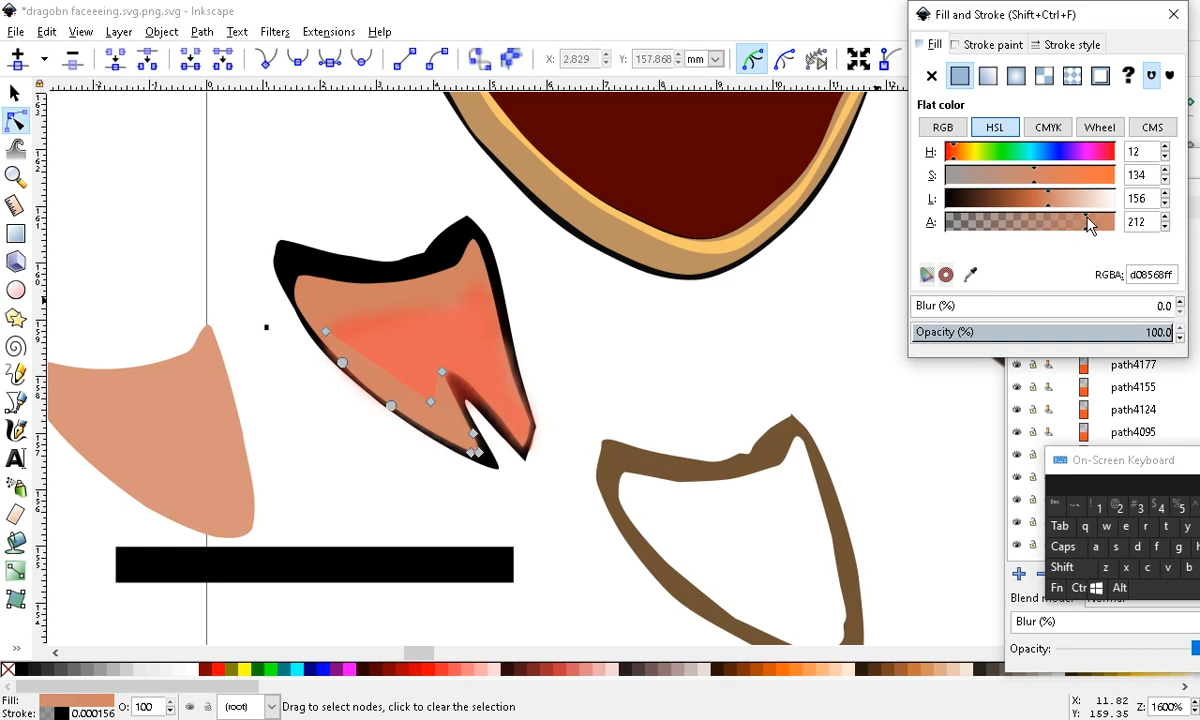 *dragobn faceeeing.svg.png.svg - Inkscape
File Edit View Layer Object Path Text Filters Extensions Help
X: 2.829 Y: 157.868 mm
Fill and Stroke (Shift+Ctrl+F)
Fill Stroke paint Stroke style
Flat color
RGB HSL CMYK Wheel CMS
H: 12
S: 134
L: 156
A: 212
RGBA: d08568ff
Blur (%) 0.0
Opacity (%) 100.0
path4177
path4155
path4124
path4095
On-Screen Keyboard
Tab q w e r t y
Caps a s d f g
Shift z x c v b
Fn Ctr Alt
Blur (%)
Opacity:
Fill:
Stroke: 0.000156
O: 100
(root)
Drag to select nodes, click to clear the selection
X: 11.82
Y: 159.35
Z: 1600%